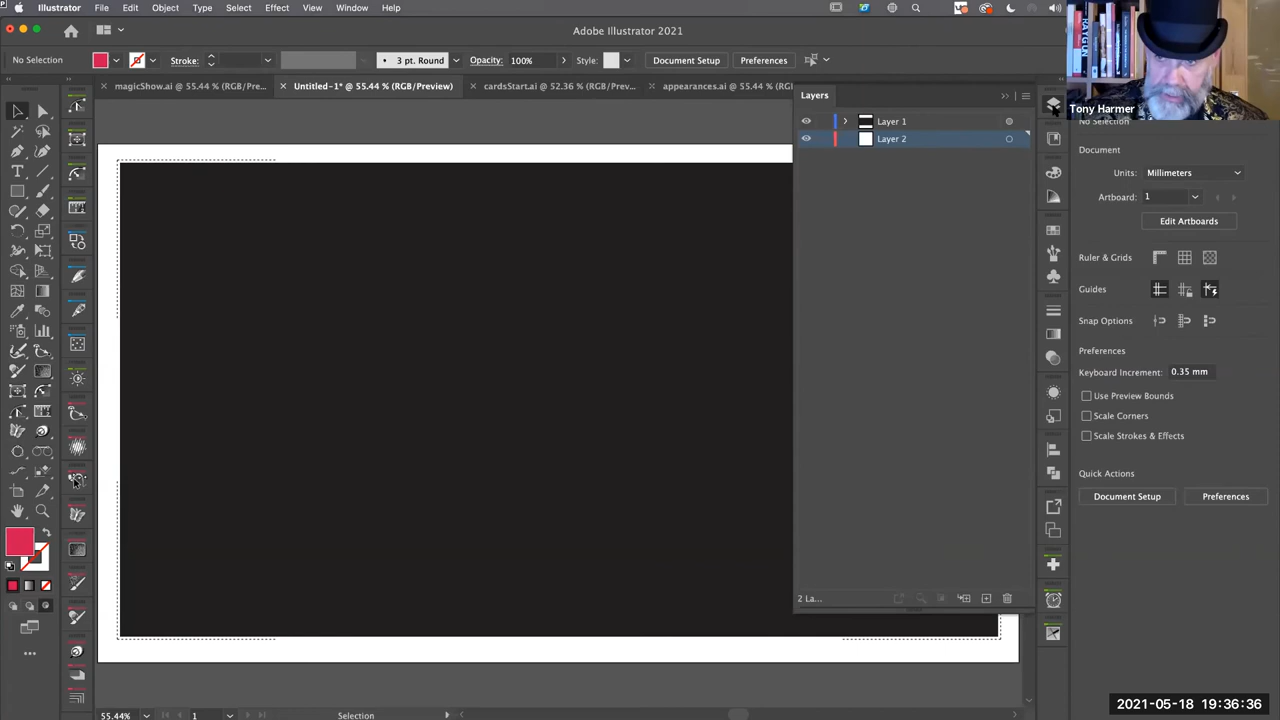 Illustrator File Edit Object Type Select Effect View Window Help
Adobe Illustrator 2021
No Selection Stroke: 3 pt. Round Opacity: 100% Style: Document Setup Preferences
magicShow.ai @ 55.44 % (RGB/Pre... Untitled-1* @ 55.44 % (RGB/Preview) cardsStart.ai @ 52.36 % (RGB/Prev... appearances.ai @ 55.44 % (RGB/
RAYGUN
Tony Harmer
Layers
Layer 1
Layer 2
2 La...
No Selection
Document
Units: Millimeters
Artboard: 1
Edit Artboards
Ruler & Grids
Guides
Snap Options
Preferences
Keyboard Increment: 0.35 mm
Use Preview Bounds
Scale Corners
Scale Strokes & Effects
Quick Actions
Document Setup Preferences
2021-05-18 19:36:36
55.44% 1 Selection